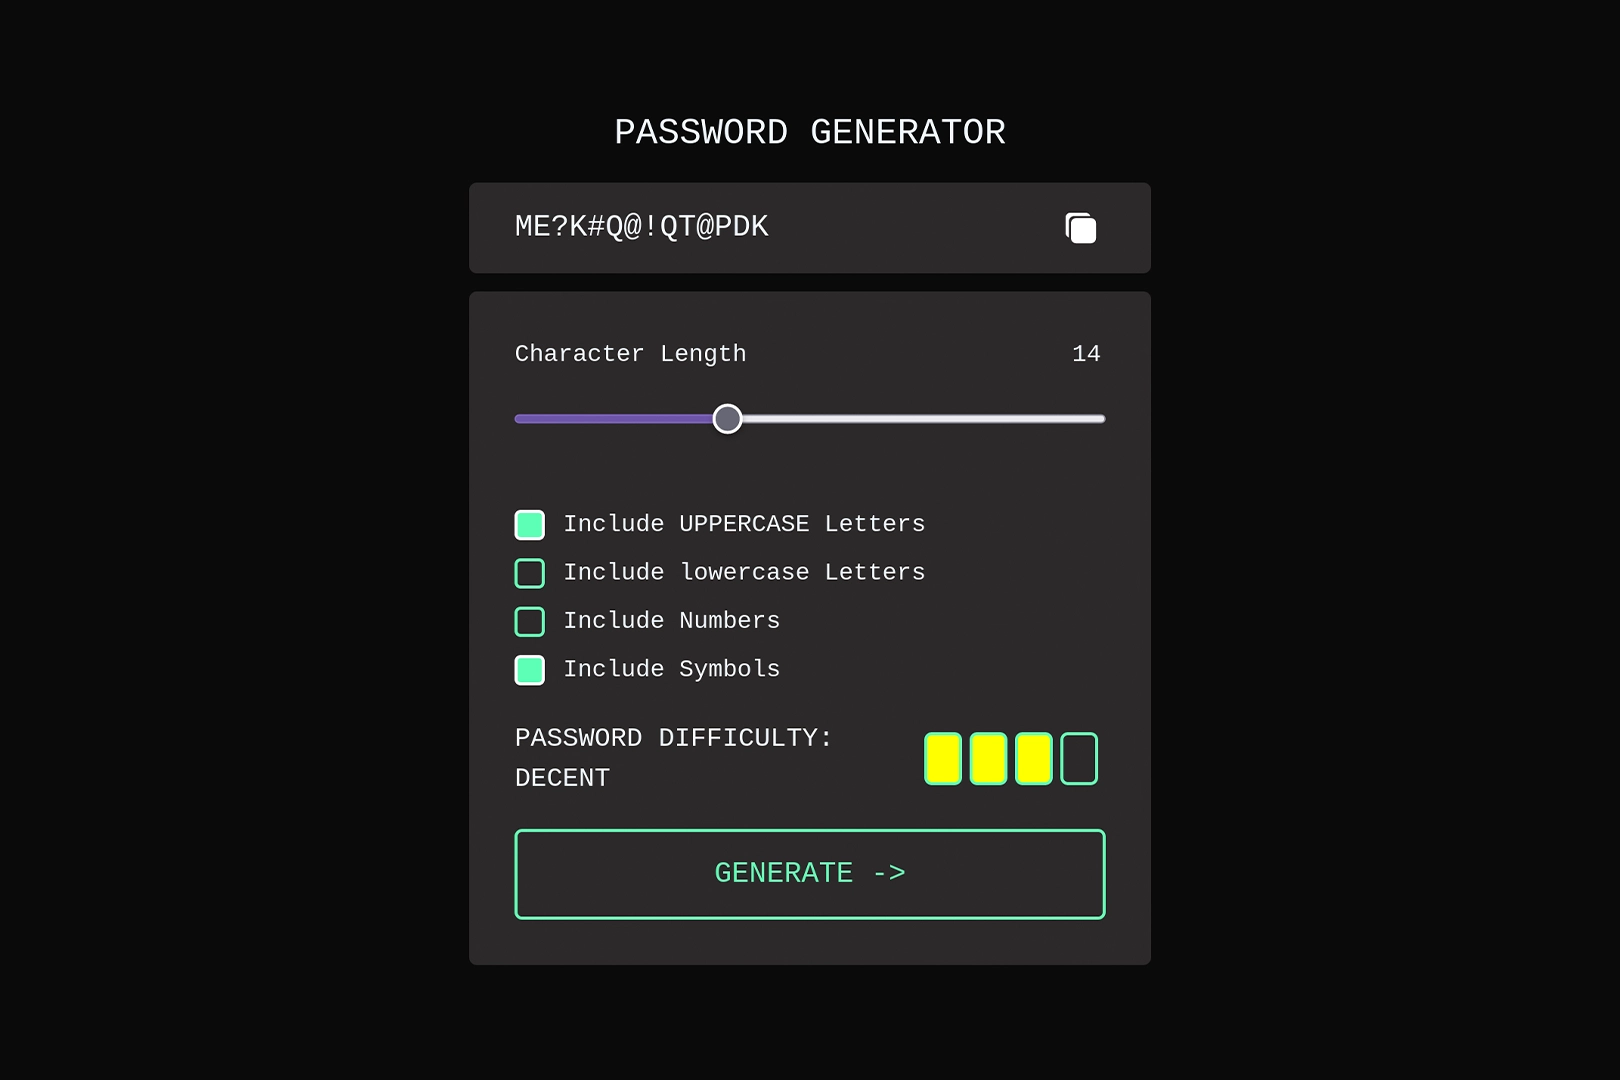 PASSWORD GENERATOR
ME?K#Q@!QT@PDK
Character Length 14
Include UPPERCASE Letters
Include lowercase Letters
Include Numbers
Include Symbols
PASSWORD DIFFICULTY:
DECENT
GENERATE ->